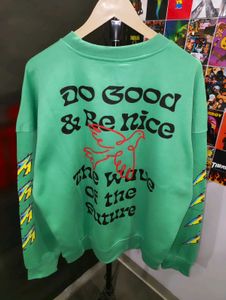 Do Good
& Be Nice
The Wave
of the
Future